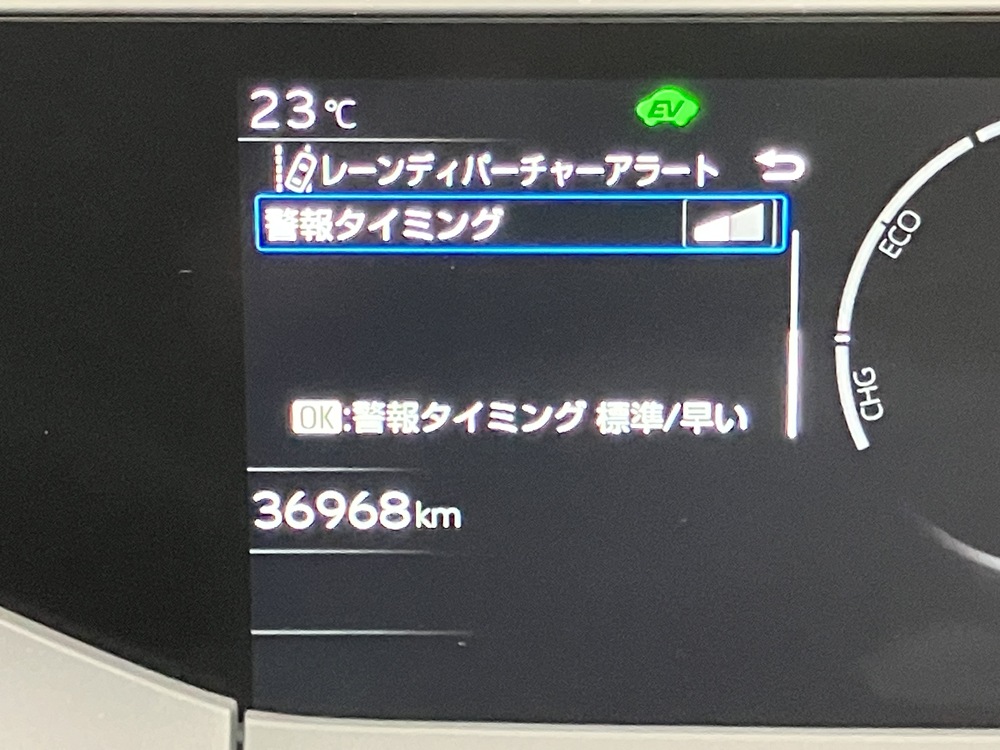 23℃
EV
レーンディパーチャーアラート
警報タイミング
OK:警報タイミング 標準/早い
36968km
ECO
CHG